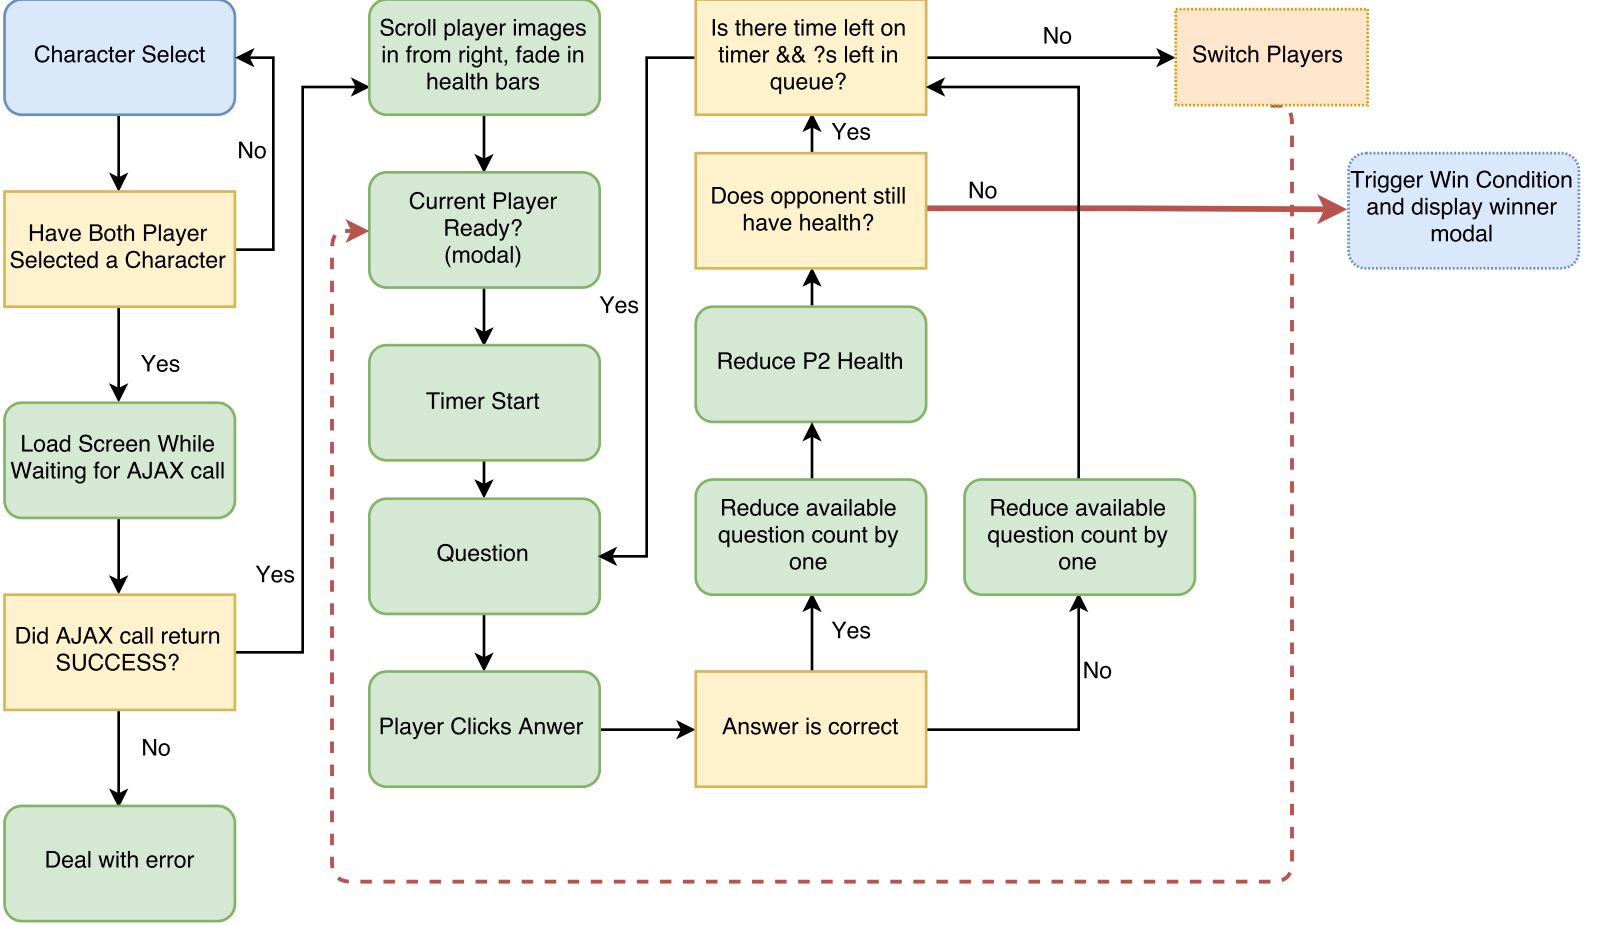 Character Select
No
Have Both Player
Selected a Character
Yes
Load Screen While
Waiting for AJAX call
Did AJAX call return
SUCCESS?
Yes
No
Deal with error
Scroll player images
in from right, fade in
health bars
Current Player
Ready?
(modal)
Timer Start
Question
Player Clicks Anwer
Yes
Is there time left on
timer && ?s left in
queue?
Yes
Does opponent still
have health?
Reduce P2 Health
Reduce available
question count by
one
Yes
Answer is correct
No
Reduce available
question count by
one
No
Switch Players
No
Trigger Win Condition
and display winner
modal